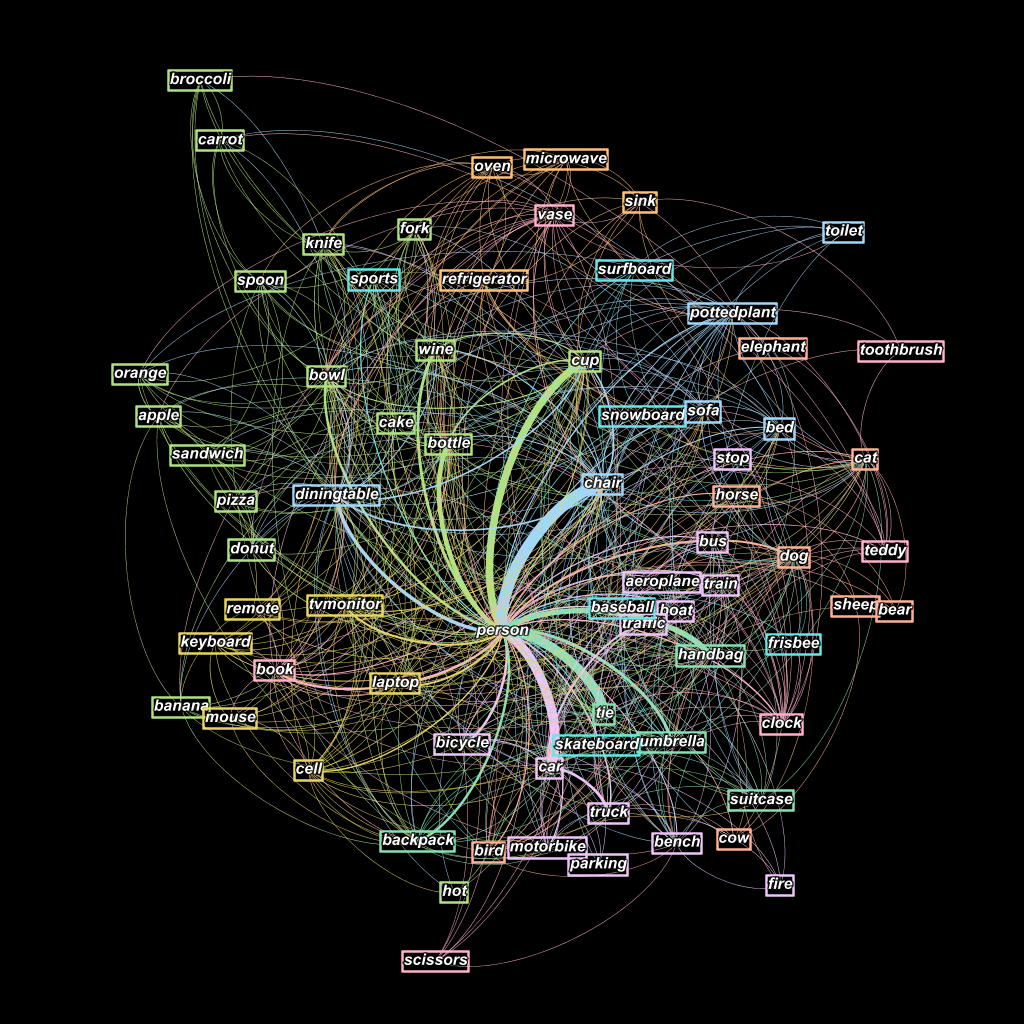 broccoli
carrot
microwave
oven
sink
vase
fork
toilet
knife
surfboard
sports
refrigerator
spoon
pottedplant
elephant
wine
toothbrush
cup
orange
bowl
sofa
apple
snowboard
cake
bed
bottle
sandwich
stop
cat
chair
diningtable
horse
pizza
bus
donut
teddy
dog
aeroplane
train
tvmonitor
sheep
remote
baseball
boat
bear
traffic
person
keyboard
frisbee
handbag
book
laptop
banana
tie
mouse
clock
bicycle
skateboard
umbrella
car
cell
suitcase
truck
backpack
cow
bench
motorbike
bird
parking
fire
hot
scissors